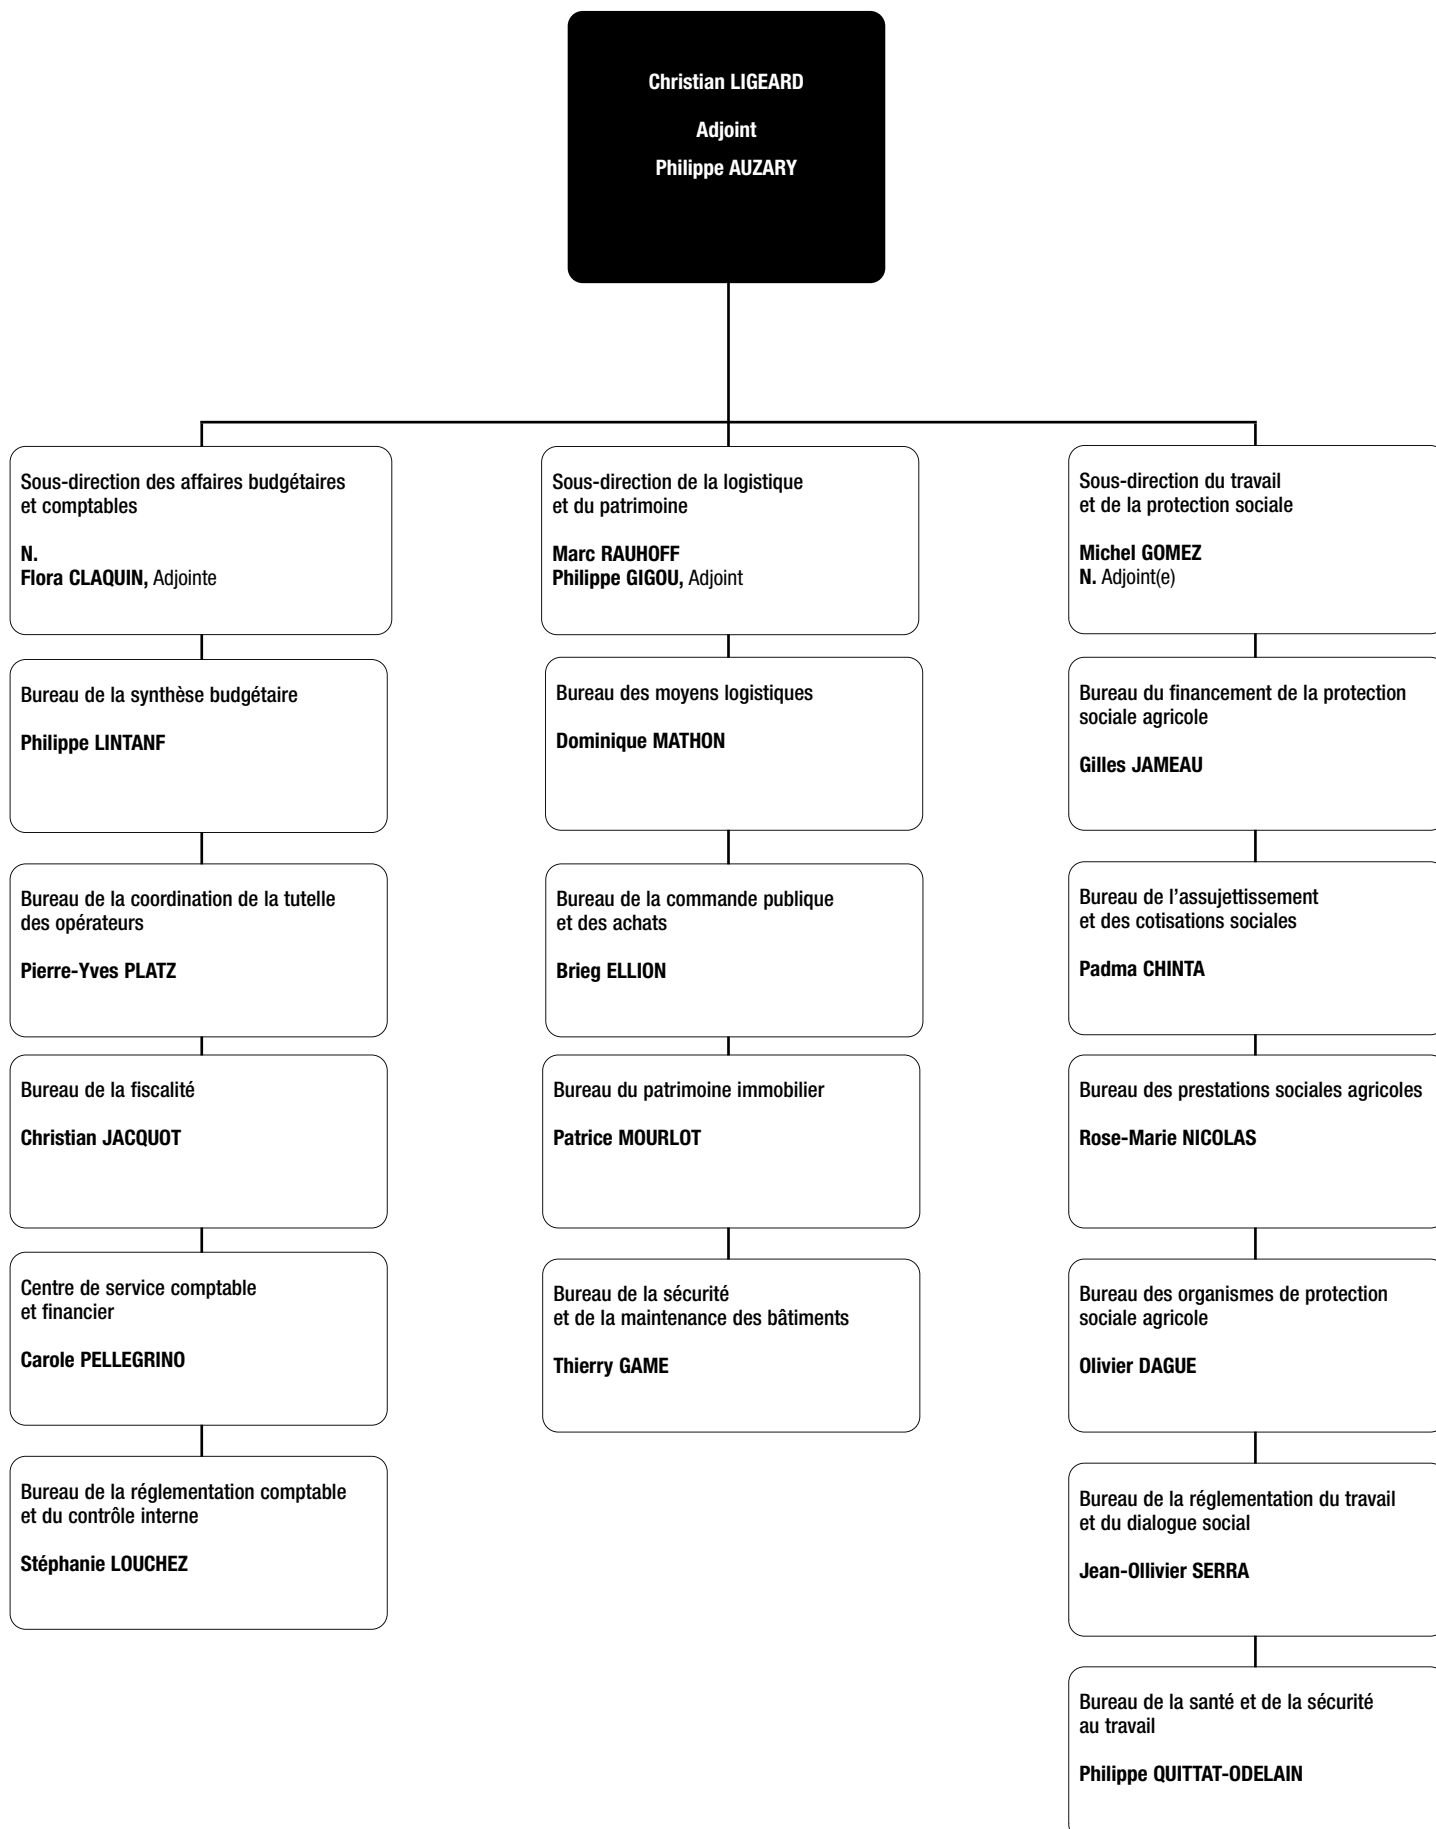 Christian LIGEARD
Adjoint
Philippe AUZARY
Sous-direction des affaires budgétaires
et comptables
N.
Flora CLAQUIN, Adjointe
Bureau de la synthèse budgétaire
Philippe LINTANF
Bureau de la coordination de la tutelle
des opérateurs
Pierre-Yves PLATZ
Bureau de la fiscalité
Christian JACQUOT
Centre de service comptable
et financier
Carole PELLEGRINO
Bureau de la réglementation comptable
et du contrôle interne
Stéphanie LOUCHEZ
Sous-direction de la logistique
et du patrimoine
Marc RAUHOFF
Philippe GIGOU, Adjoint
Bureau des moyens logistiques
Dominique MATHON
Bureau de la commande publique
et des achats
Brieg ELLION
Bureau du patrimoine immobilier
Patrice MOURLOT
Bureau de la sécurité
et de la maintenance des bâtiments
Thierry GAME
Sous-direction du travail
et de la protection sociale
Michel GOMEZ
N. Adjoint(e)
Bureau du financement de la protection
sociale agricole
Gilles JAMEAU
Bureau de l'assujettissement
et des cotisations sociales
Padma CHINTA
Bureau des prestations sociales agricoles
Rose-Marie NICOLAS
Bureau des organismes de protection
sociale agricole
Olivier DAGUE
Bureau de la réglementation du travail
et du dialogue social
Jean-Ollivier SERRA
Bureau de la santé et de la sécurité
au travail
Philippe QUITTAT-ODELAIN